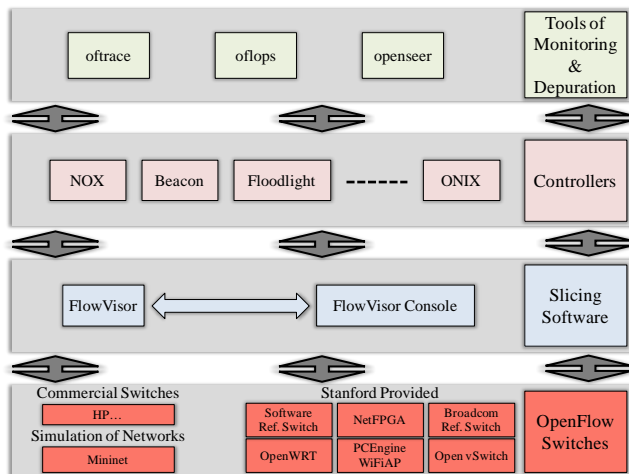 oftrace
oflops
openseer
Tools of
Monitoring
&
Depuration
NOX
Beacon
Floodlight
ONIX
Controllers
FlowVisor
FlowVisor Console
Slicing
Software
Commercial Switches
HP…
Simulation of Networks
Mininet
Stanford Provided
Software
Ref. Switch
NetFPGA
Broadcom
Ref. Switch
OpenWRT
PCEngine
WiFiAP
Open vSwitch
OpenFlow
Switches